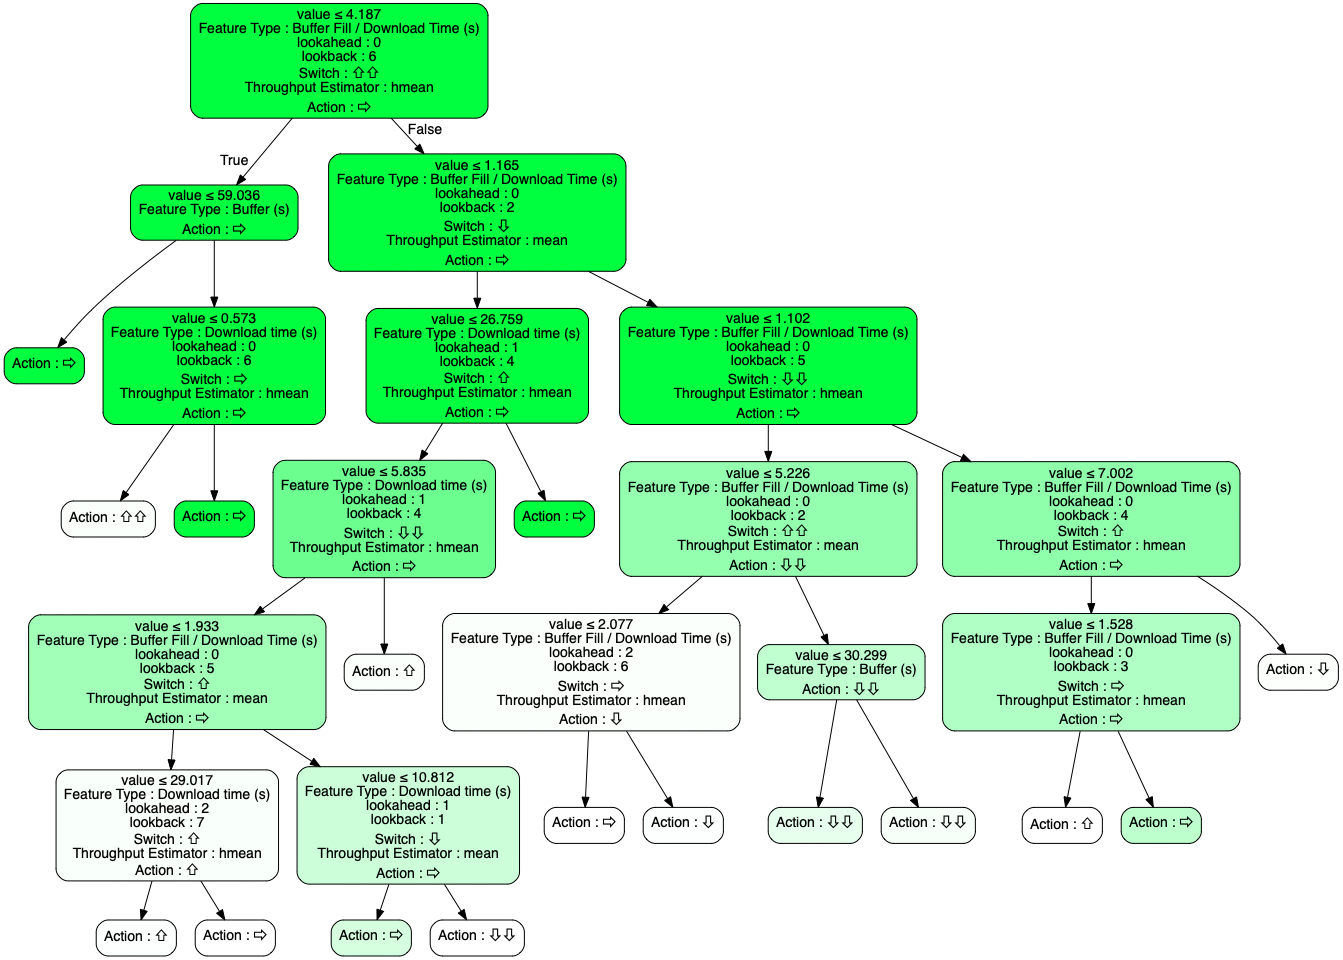 value ≤ 4.187
Feature Type : Buffer Fill / Download Time (s)
lookahead : 0
lookback : 6
Switch : ⇧⇧
Throughput Estimator : hmean
Action : ⇨
True
False
value ≤ 59.036
Feature Type : Buffer (s)
Action : ⇨
value ≤ 1.165
Feature Type : Buffer Fill / Download Time (s)
lookahead : 0
lookback : 2
Switch : ⇩
Throughput Estimator : mean
Action : ⇨
Action : ⇨
value ≤ 0.573
Feature Type : Download time (s)
lookahead : 0
lookback : 6
Switch : ⇨
Throughput Estimator : hmean
Action : ⇨
value ≤ 26.759
Feature Type : Download time (s)
lookahead : 1
lookback : 4
Switch : ⇧
Throughput Estimator : hmean
Action : ⇨
value ≤ 1.102
Feature Type : Buffer Fill / Download Time (s)
lookahead : 0
lookback : 5
Switch : ⇩⇩
Throughput Estimator : hmean
Action : ⇨
Action : ⇧⇧
Action : ⇨
value ≤ 5.835
Feature Type : Download time (s)
lookahead : 1
lookback : 4
Switch : ⇩⇩
Throughput Estimator : hmean
Action : ⇨
Action : ⇨
value ≤ 5.226
Feature Type : Buffer Fill / Download Time (s)
lookahead : 0
lookback : 2
Switch : ⇧⇧
Throughput Estimator : mean
Action : ⇩⇩
value ≤ 7.002
Feature Type : Buffer Fill / Download Time (s)
lookahead : 0
lookback : 4
Switch : ⇧
Throughput Estimator : hmean
Action : ⇨
value ≤ 1.933
Feature Type : Buffer Fill / Download Time (s)
lookahead : 0
lookback : 5
Switch : ⇧
Throughput Estimator : mean
Action : ⇨
Action : ⇧
value ≤ 2.077
Feature Type : Buffer Fill / Download Time (s)
lookahead : 2
lookback : 6
Switch : ⇨
Throughput Estimator : hmean
Action : ⇩
value ≤ 30.299
Feature Type : Buffer (s)
Action : ⇩⇩
value ≤ 1.528
Feature Type : Buffer Fill / Download Time (s)
lookahead : 0
lookback : 3
Switch : ⇨
Throughput Estimator : hmean
Action : ⇨
Action : ⇩
value ≤ 29.017
Feature Type : Download time (s)
lookahead : 2
lookback : 7
Switch : ⇧
Throughput Estimator : hmean
Action : ⇧
value ≤ 10.812
Feature Type : Download time (s)
lookahead : 1
lookback : 1
Switch : ⇩
Throughput Estimator : mean
Action : ⇨
Action : ⇨
Action : ⇩
Action : ⇩⇩
Action : ⇩⇩
Action : ⇧
Action : ⇨
Action : ⇧
Action : ⇨
Action : ⇨
Action : ⇩⇩